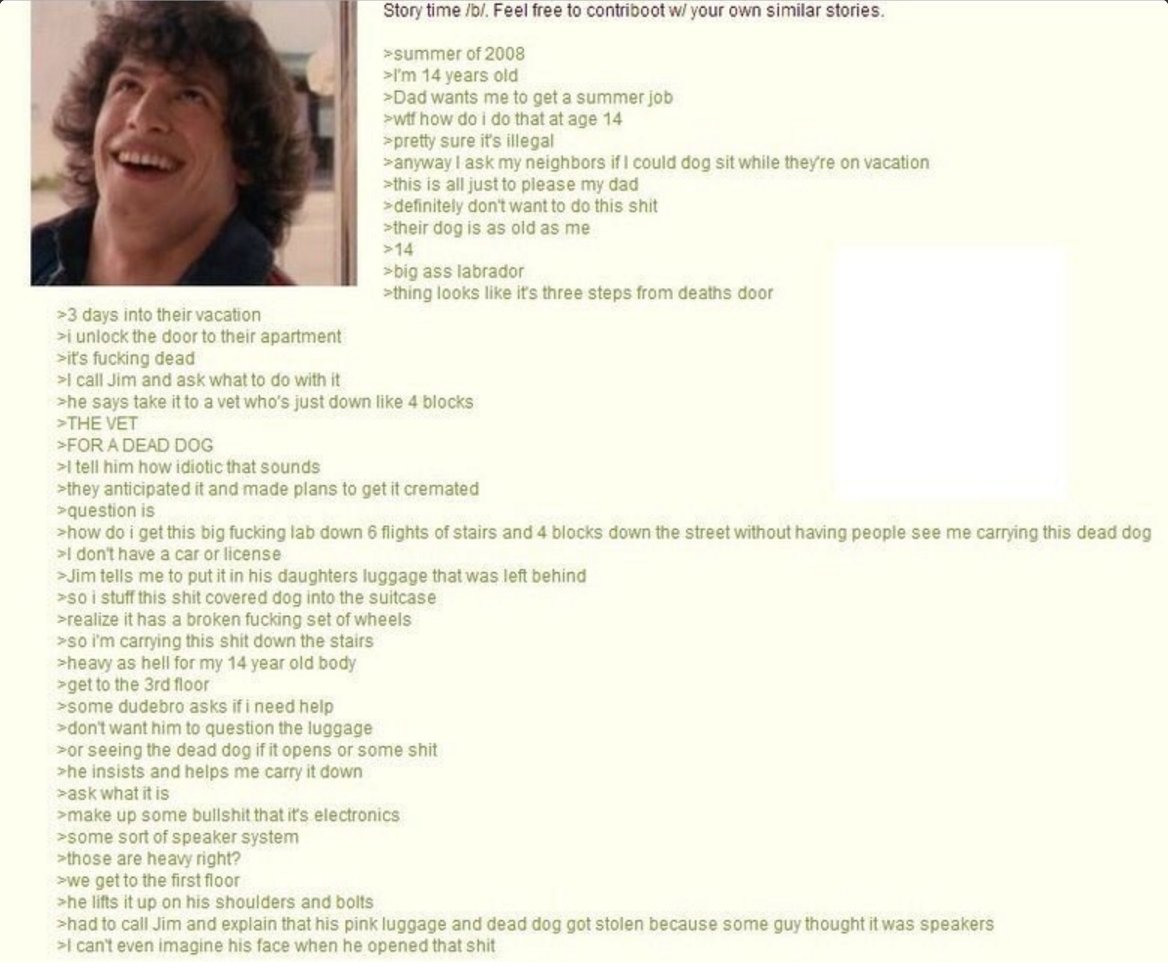 Story time /b/. Feel free to contriboot w/ your own similar stories.
>summer of 2008
>I'm 14 years old
>Dad wants me to get a summer job
>wtf how do i do that at age 14
>pretty sure it's illegal
>anyway I ask my neighbors if I could dog sit while they're on vacation
>this is all just to please my dad
>definitely don't want to do this shit
>their dog is as old as me
>14
>big ass labrador
>thing looks like it's three steps from deaths door
>3 days into their vacation
>i unlock the door to their apartment
>it's fucking dead
>I call Jim and ask what to do with it
>he says take it to a vet who's just down like 4 blocks
>THE VET
>FOR A DEAD DOG
>I tell him how idiotic that sounds
>they anticipated it and made plans to get it cremated
>question is
>how do i get this big fucking lab down 6 flights of stairs and 4 blocks down the street without having people see me carrying this dead dog
>I don't have a car or license
>Jim tells me to put it in his daughters luggage that was left behind
>so i stuff this shit covered dog into the suitcase
>realize it has a broken fucking set of wheels
>so i'm carrying this shit down the stairs
>heavy as hell for my 14 year old body
>get to the 3rd floor
>some dudebro asks if i need help
>don't want him to question the luggage
>or seeing the dead dog if it opens or some shit
>he insists and helps me carry it down
>ask what it is
>make up some bullshit that it's electronics
>some sort of speaker system
>those are heavy right?
>we get to the first floor
>he lifts it up on his shoulders and bolts
>had to call Jim and explain that his pink luggage and dead dog got stolen because some guy thought it was speakers
>I can't even imagine his face when he opened that shit